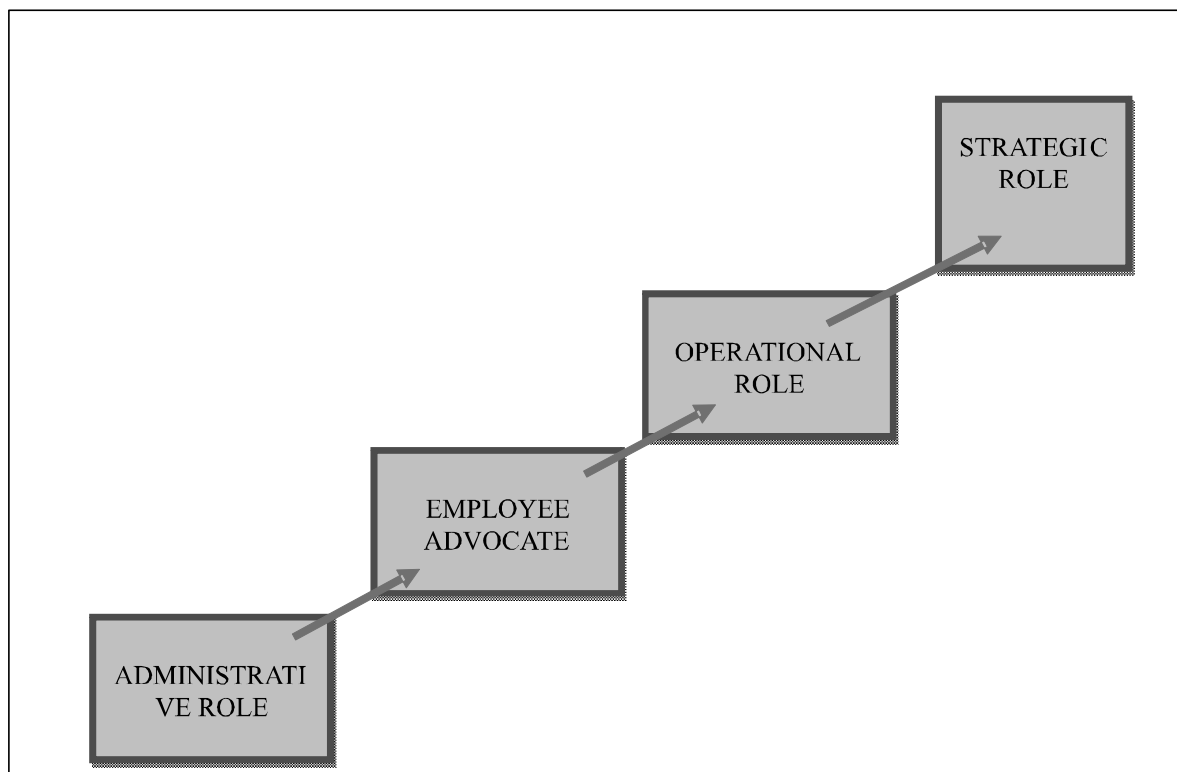 STRATEGIC
ROLE
OPERATIONAL
ROLE
EMPLOYEE
ADVOCATE
ADMINISTRATI
VE ROLE